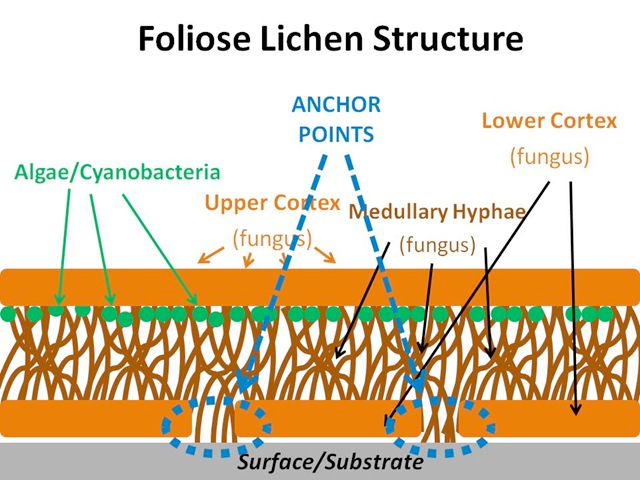 Foliose Lichen Structure
ANCHOR
POINTS
Lower Cortex
(fungus)
Algae/Cyanobacteria
Upper Cortex
(fungus)
Medullary Hyphae
(fungus)
Surface/Substrate